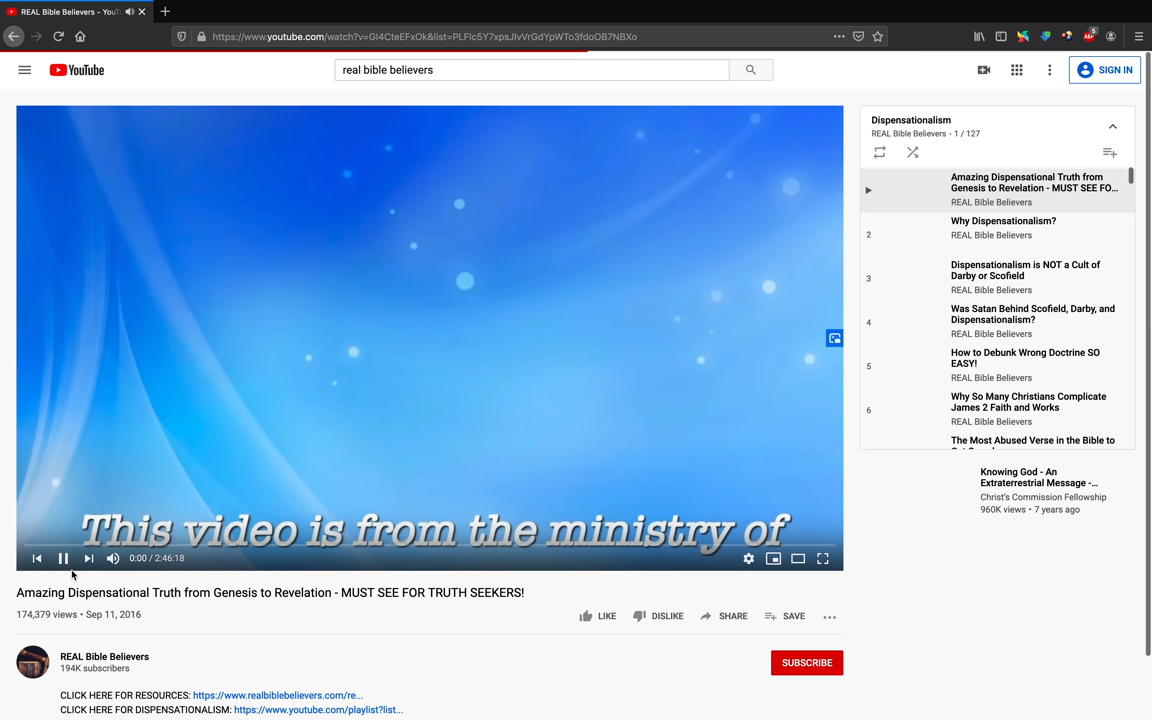 REAL Bible Believers - YouT
https://www.youtube.com/watch?v=GI4CteEFxOk&list=PLFIc5Y7xpsJIvVrGdYpWTo3fdoOB7NBXo
6
YouTube
real bible believers
SIGN IN
This video is from the ministry of
0:00 / 2:46:18
Amazing Dispensational Truth from Genesis to Revelation - MUST SEE FOR TRUTH SEEKERS!
174,379 views • Sep 11, 2016
LIKE DISLIKE SHARE SAVE
REAL Bible Believers
194K subscribers
SUBSCRIBE
CLICK HERE FOR RESOURCES: https://www.realbiblebelievers.com/re...
CLICK HERE FOR DISPENSATIONALISM: https://www.youtube.com/playlist?list...
Dispensationalism
REAL Bible Believers - 1 / 127
Amazing Dispensational Truth from
Genesis to Revelation - MUST SEE FO...
REAL Bible Believers
2
Why Dispensationalism?
REAL Bible Believers
3
Dispensationalism is NOT a Cult of
Darby or Scofield
REAL Bible Believers
4
Was Satan Behind Scofield, Darby, and
Dispensationalism?
REAL Bible Believers
5
How to Debunk Wrong Doctrine SO
EASY!
REAL Bible Believers
6
Why So Many Christians Complicate
James 2 Faith and Works
REAL Bible Believers
The Most Abused Verse in the Bible to
Knowing God - An
Extraterrestrial Message -...
Christ's Commission Fellowship
960K views • 7 years ago